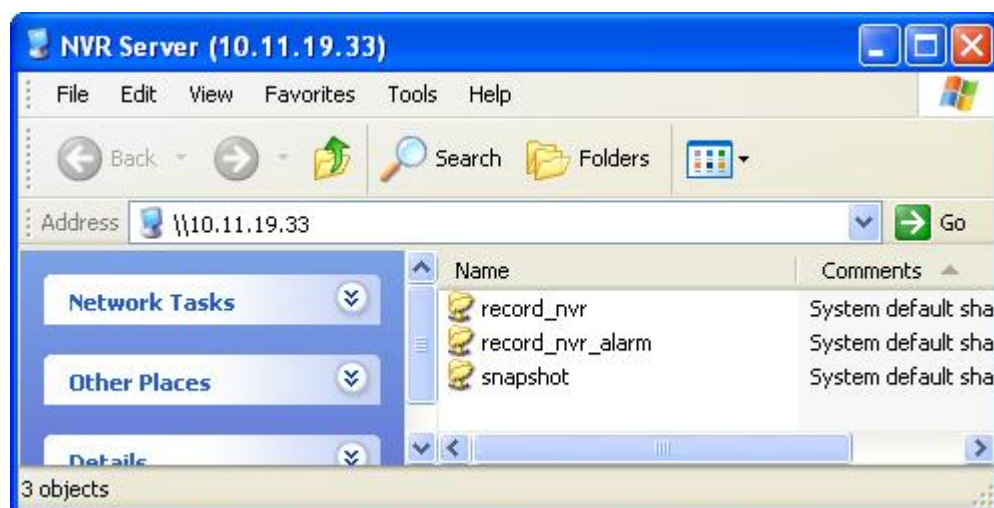 NVR Server (10.11.19.33)
File Edit View Favorites Tools Help
Back Search Folders
Address \\10.11.19.33 Go
Network Tasks
Other Places
Details
Name Comments
record_nvr System default sha
record_nvr_alarm System default sha
snapshot System default sha
3 objects